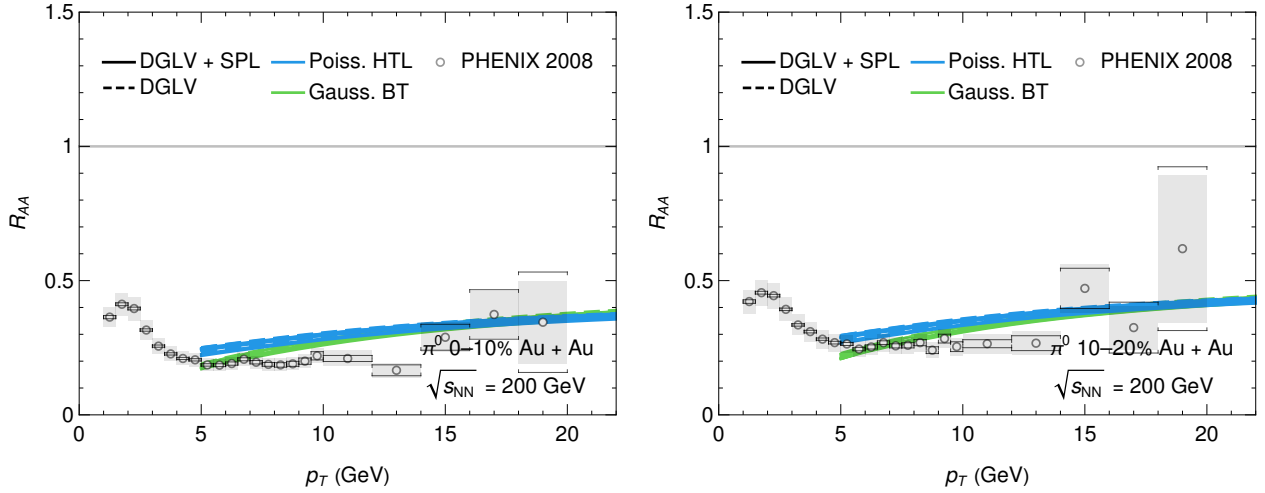 1.5
1
0.5
0
R_AA
DGLV + SPL
DGLV
Poiss. HTL
Gauss. BT
PHENIX 2008
π⁰ 0–10% Au + Au
√s_NN = 200 GeV
5 10 15 20
p_T (GeV)
1.5
1
0.5
0
R_AA
DGLV + SPL
DGLV
Poiss. HTL
Gauss. BT
PHENIX 2008
π⁰ 10–20% Au + Au
√s_NN = 200 GeV
5 10 15 20
p_T (GeV)